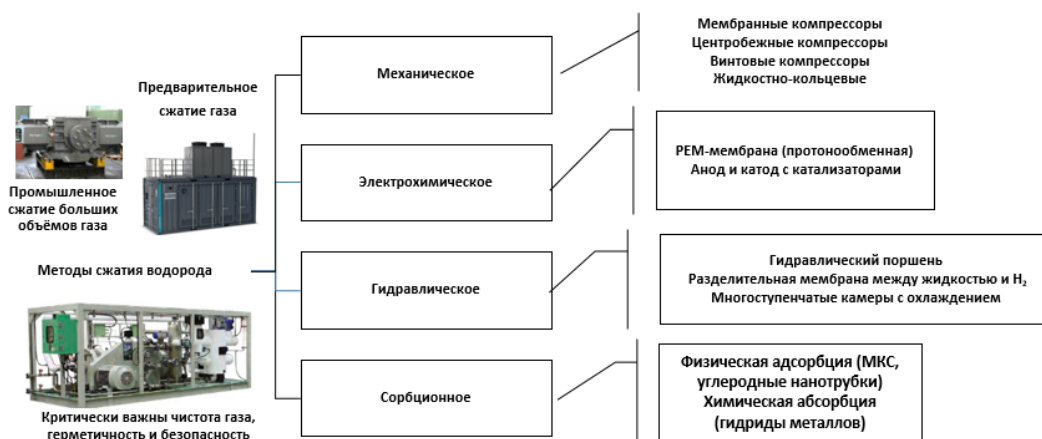 Предварительное
сжатие газа
Промышленное
сжатие больших
объёмов газа
Методы сжатия водорода
Критически важны чистота газа,
герметичность и безопасность
Механическое
Мембранные компрессоры
Центробежные компрессоры
Винтовые компрессоры
Жидкостно-кольцевые
Электрохимическое
PEM-мембрана (протонообменная)
Анод и катод с катализаторами
Гидравлическое
Гидравлический поршень
Разделительная мембрана между жидкостью и H₂
Многоступенчатые камеры с охлаждением
Сорбционное
Физическая адсорбция (МКС,
углеродные нанотрубки)
Химическая абсорбция
(гидриды металлов)